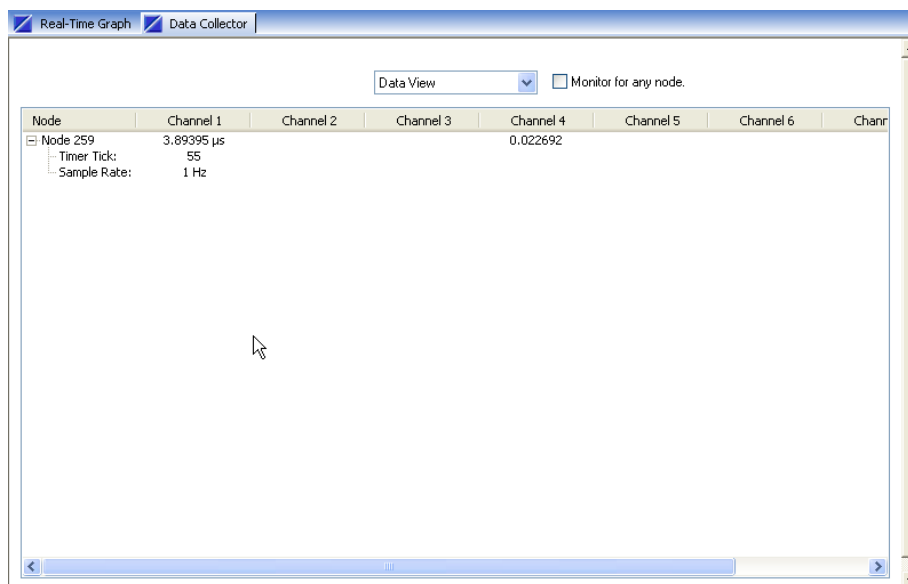 Real-Time Graph Data Collector
Data View Monitor for any node.
Node Channel 1 Channel 2 Channel 3 Channel 4 Channel 5 Channel 6 Chann
Node 259 3.89395 µs 0.022692
Timer Tick: 55
Sample Rate: 1 Hz